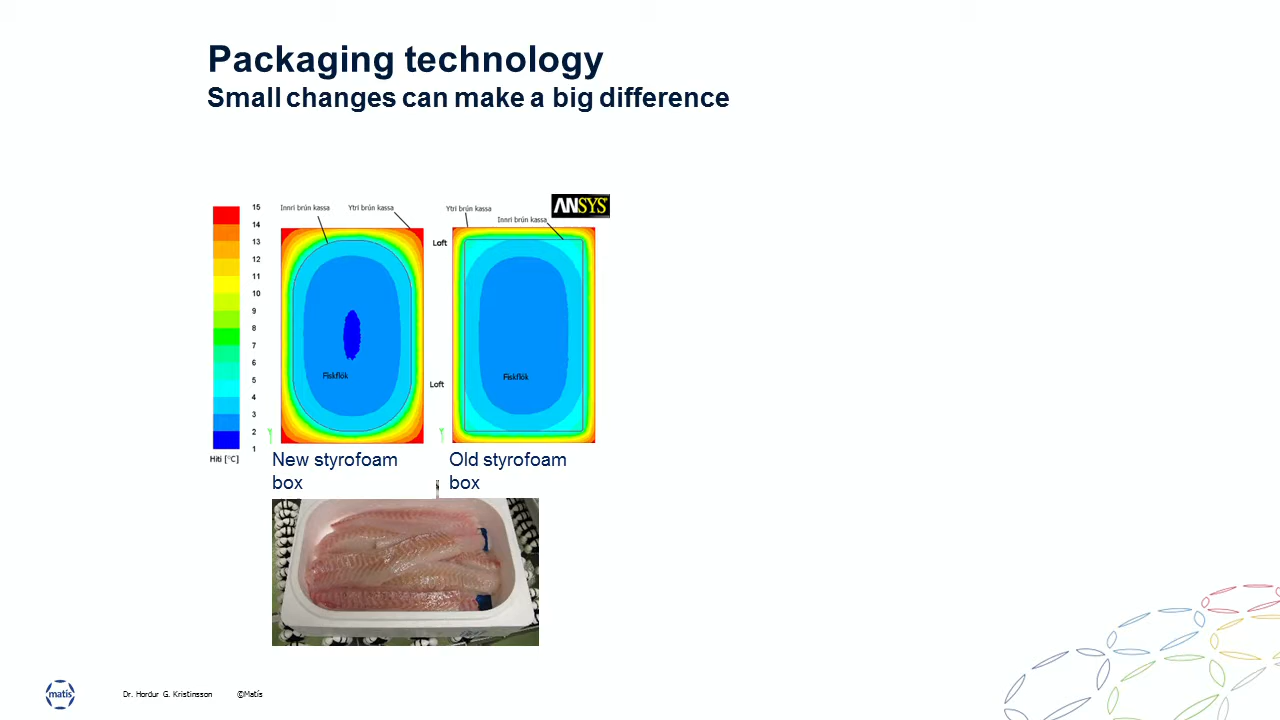 Packaging technology
Small changes can make a big difference
ANSYS
15
14
13
12
11
10
9
8
7
6
5
4
3
2
1
Hiti [°C]
Innri brún kassa
Ytri brún kassa
Fiskflök
Loft
Loft
Ytri brún kassa
Innri brún kassa
Fiskflök
Y
Y
New styrofoam
box
Old styrofoam
box
matís
Dr. Hordur G. Kristinsson
©Matís